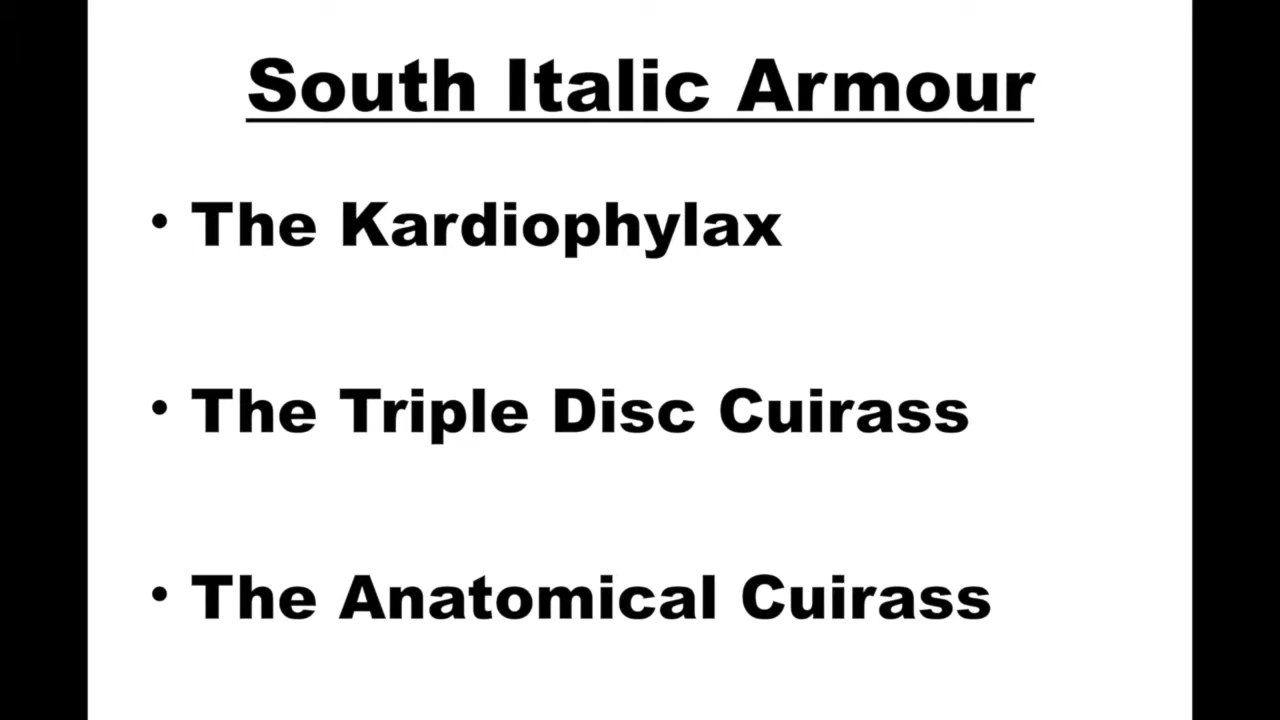 South Italic Armour
• The Kardiophylax
• The Triple Disc Cuirass
• The Anatomical Cuirass